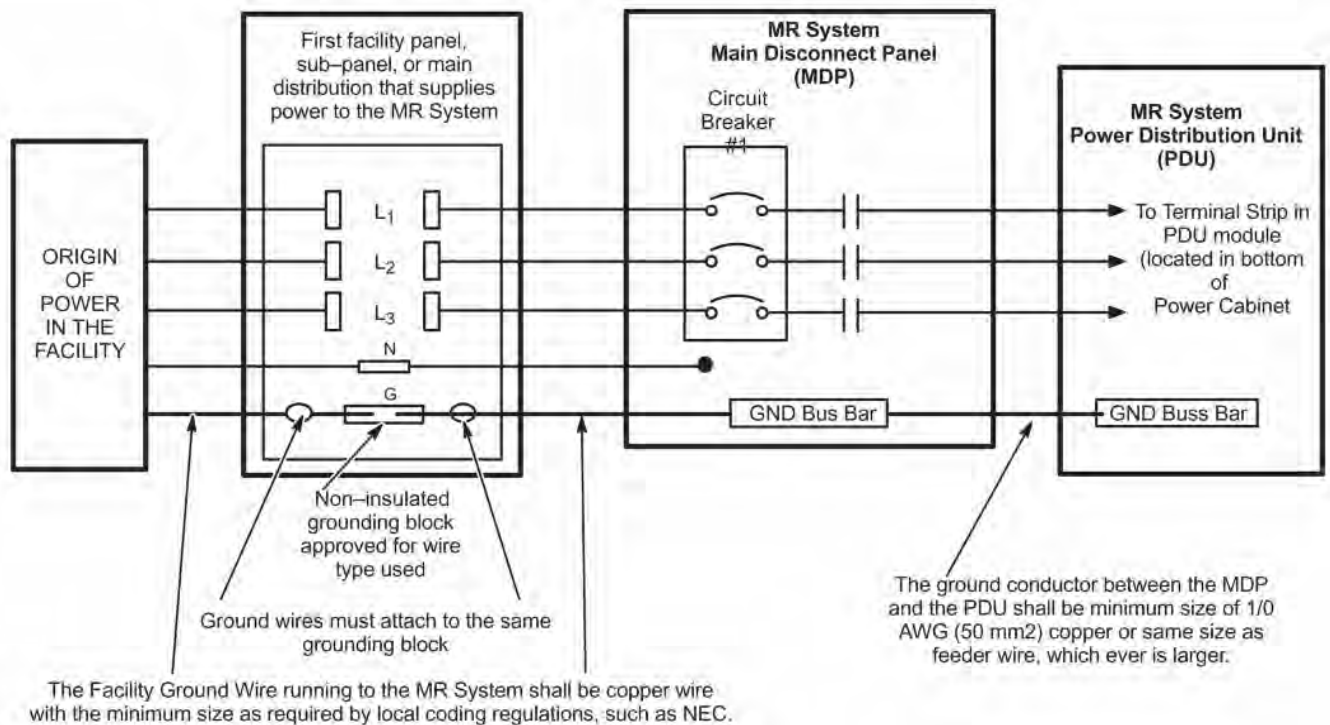 First facility panel,
sub–panel, or main
distribution that supplies
power to the MR System
MR System
Main Disconnect Panel
(MDP)
Circuit
Breaker
#1
MR System
Power Distribution Unit
(PDU)
ORIGIN
OF
POWER
IN THE
FACILITY
L1
L2
L3
N
G
To Terminal Strip in
PDU module
(located in bottom
of
Power Cabinet
GND Bus Bar
GND Buss Bar
Non–insulated
grounding block
approved for wire
type used
Ground wires must attach to the same
grounding block
The ground conductor between the MDP
and the PDU shall be minimum size of 1/0
AWG (50 mm2) copper or same size as
feeder wire, which ever is larger.
The Facility Ground Wire running to the MR System shall be copper wire
with the minimum size as required by local coding regulations, such as NEC.